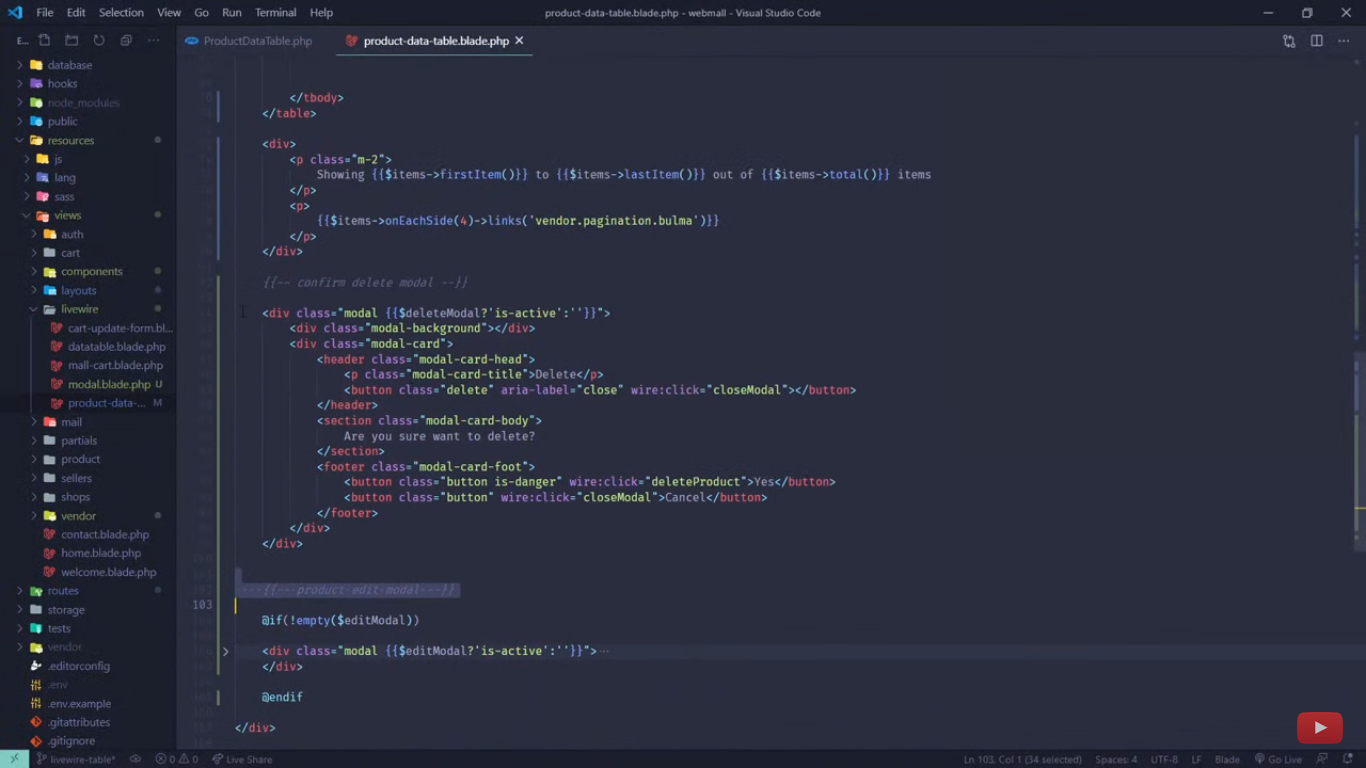 File Edit Selection View Go Run Terminal Help
product-data-table.blade.php - webmall - Visual Studio Code
E...
ProductDataTable.php
product-data-table.blade.php
database
hooks
node_modules
public
resources
js
lang
sass
views
auth
cart
components
layouts
livewire
cart-update-form.bl...
datatable.blade.php
mall-cart.blade.php
modal.blade.php U
product-data-... M
mail
partials
product
sellers
shops
vendor
contact.blade.php
home.blade.php
welcome.blade.php
routes
storage
tests
vendor
.editorconfig
.env
.env.example
.gitattributes
.gitignore
</tbody>
</table>
<div>
<p class="m-2">
Showing {{$items->firstItem()}} to {{$items->lastItem()}} out of {{$items->total()}} items
</p>
<p>
{{$items->onEachSide(4)->links('vendor.pagination.bulma')}}
</p>
</div>
{{-- confirm delete modal --}}
<div class="modal {{$deleteModal?'is-active':''}}">
<div class="modal-background"></div>
<div class="modal-card">
<header class="modal-card-head">
<p class="modal-card-title">Delete</p>
<button class="delete" aria-label="close" wire:click="closeModal"></button>
</header>
<section class="modal-card-body">
Are you sure want to delete?
</section>
<footer class="modal-card-foot">
<button class="button is-danger" wire:click="deleteProduct">Yes</button>
<button class="button" wire:click="closeModal">Cancel</button>
</footer>
</div>
</div>
{{-- product edit modal --}}
103
@if(!empty($editModal))
<div class="modal {{$editModal?'is-active':''}}">...
</div>
@endif
</div>
livewire-table* 0 0 Live Share
Ln 103, Col 1 (34 selected) Spaces: 4 UTF-8 LF Blade Go Live